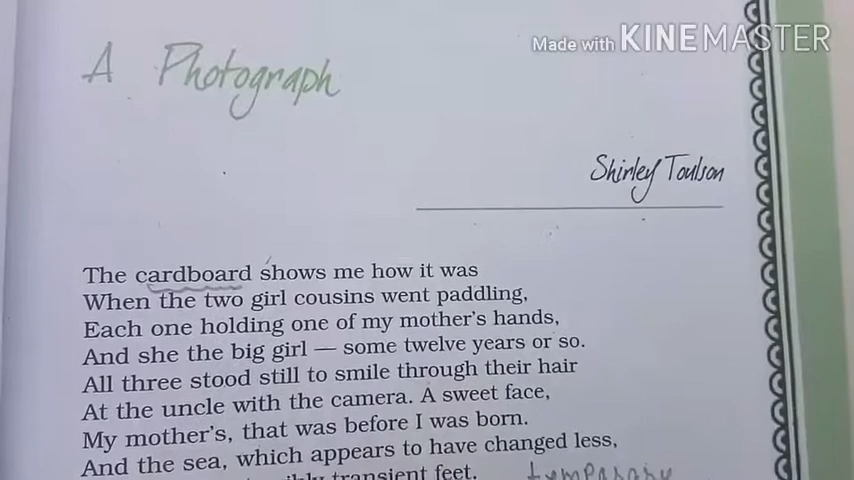 Made with KINEMASTER
A Photograph
Shirley Toulson
The cardboard shows me how it was
When the two girl cousins went paddling,
Each one holding one of my mother's hands,
And she the big girl — some twelve years or so.
All three stood still to smile through their hair
At the uncle with the camera. A sweet face,
My mother's, that was before I was born.
And the sea, which appears to have changed less,
transient feet.